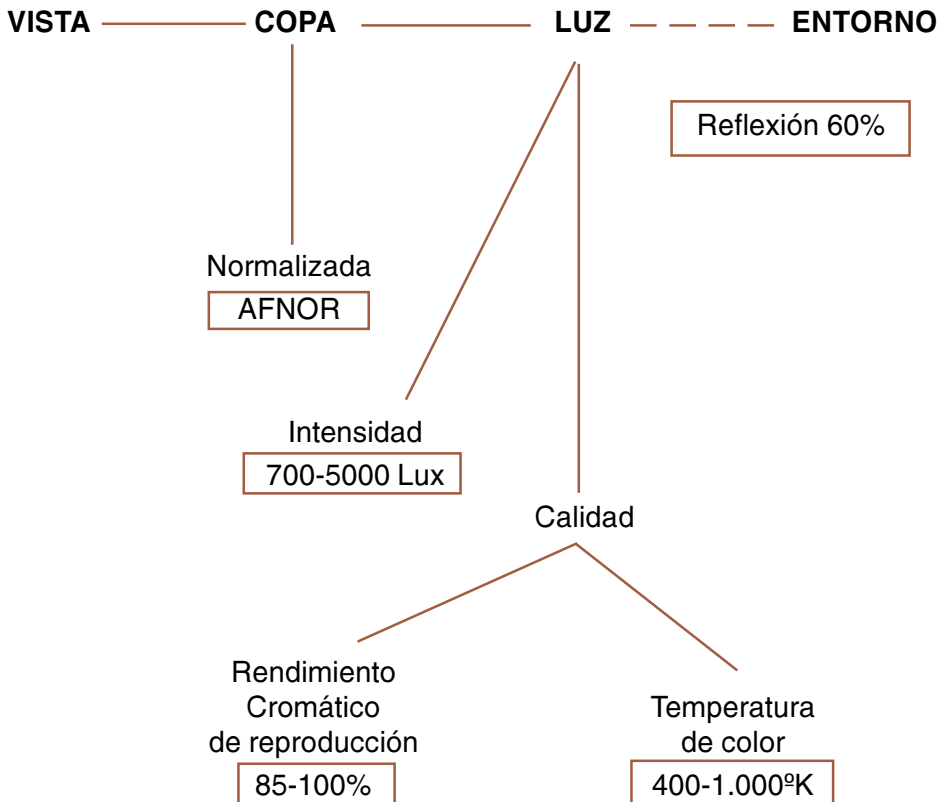 VISTA COPA LUZ ENTORNO
Reflexión 60%
Normalizada
AFNOR
Intensidad
700-5000 Lux
Calidad
Rendimiento
Cromático
de reproducción
85-100%
Temperatura
de color
400-1.000ºK